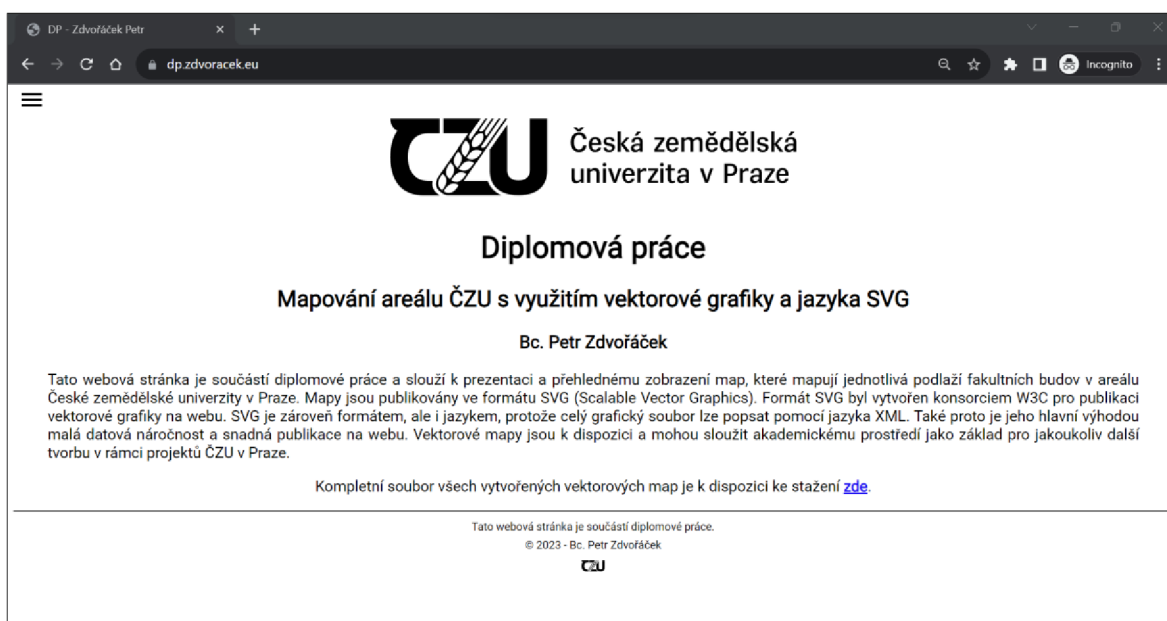 DP - Zdvořáček Petr
dp.zdvoracek.eu
Incognito
ČZU
Česká zemědělská
univerzita v Praze
Diplomová práce
Mapování areálu ČZU s využitím vektorové grafiky a jazyka SVG
Bc. Petr Zdvořáček
Tato webová stránka je součástí diplomové práce a slouží k prezentaci a přehlednému zobrazení map, které mapují jednotlivá podlaží fakultních budov v areálu
České zemědělské univerzity v Praze. Mapy jsou publikovány ve formátu SVG (Scalable Vector Graphics). Formát SVG byl vytvořen konsorciem W3C pro publikaci
vektorové grafiky na webu. SVG je zároveň formátem, ale i jazykem, protože celý grafický soubor lze popsat pomocí jazyka XML. Také proto je jeho hlavní výhodou
malá datová náročnost a snadná publikace na webu. Vektorové mapy jsou k dispozici a mohou sloužit akademickému prostředí jako základ pro jakoukoliv další
tvorbu v rámci projektů ČZU v Praze.
Kompletní soubor všech vytvořených vektorových map je k dispozici ke stažení zde.
Tato webová stránka je součástí diplomové práce.
© 2023 - Bc. Petr Zdvořáček
ČZU